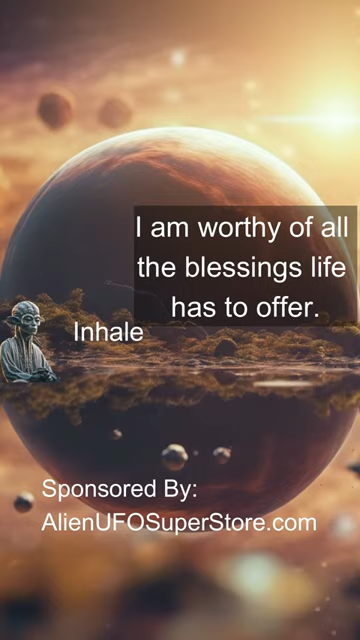 I am worthy of all
the blessings life
has to offer.
Inhale
Sponsored By:
AlienUFOSuperStore.com